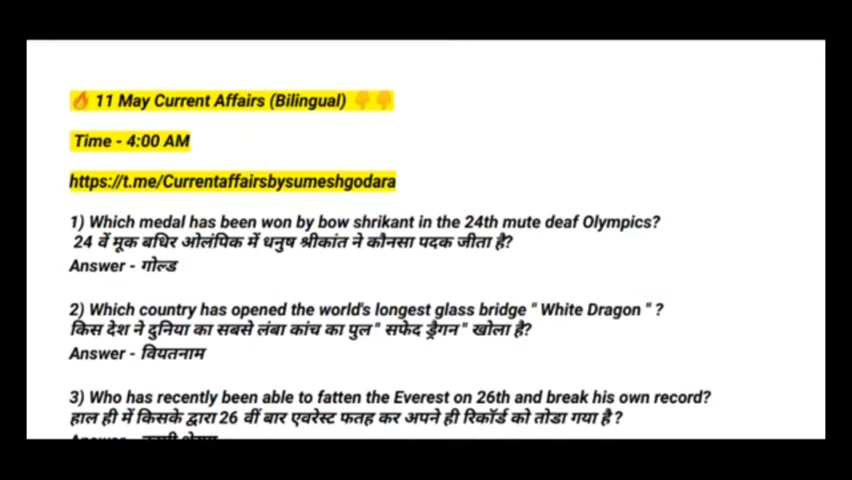 🔥 11 May Current Affairs (Bilingual) 👇👇
Time - 4:00 AM
https://t.me/Currentaffairsbysumeshgodara
1) Which medal has been won by bow shrikant in the 24th mute deaf Olympics?
24 वें मूक बधिर ओलंपिक में धनुष श्रीकांत ने कौनसा पदक जीता है?
Answer - गोल्ड
2) Which country has opened the world's longest glass bridge " White Dragon " ?
किस देश ने दुनिया का सबसे लंबा कांच का पुल " सफेद ड्रैगन " खोला है?
Answer - वियतनाम
3) Who has recently been able to fatten the Everest on 26th and break his own record?
हाल ही में किसके द्वारा 26 वीं बार एवरेस्ट फतह कर अपने ही रिकॉर्ड को तोडा गया है ?
Answer -